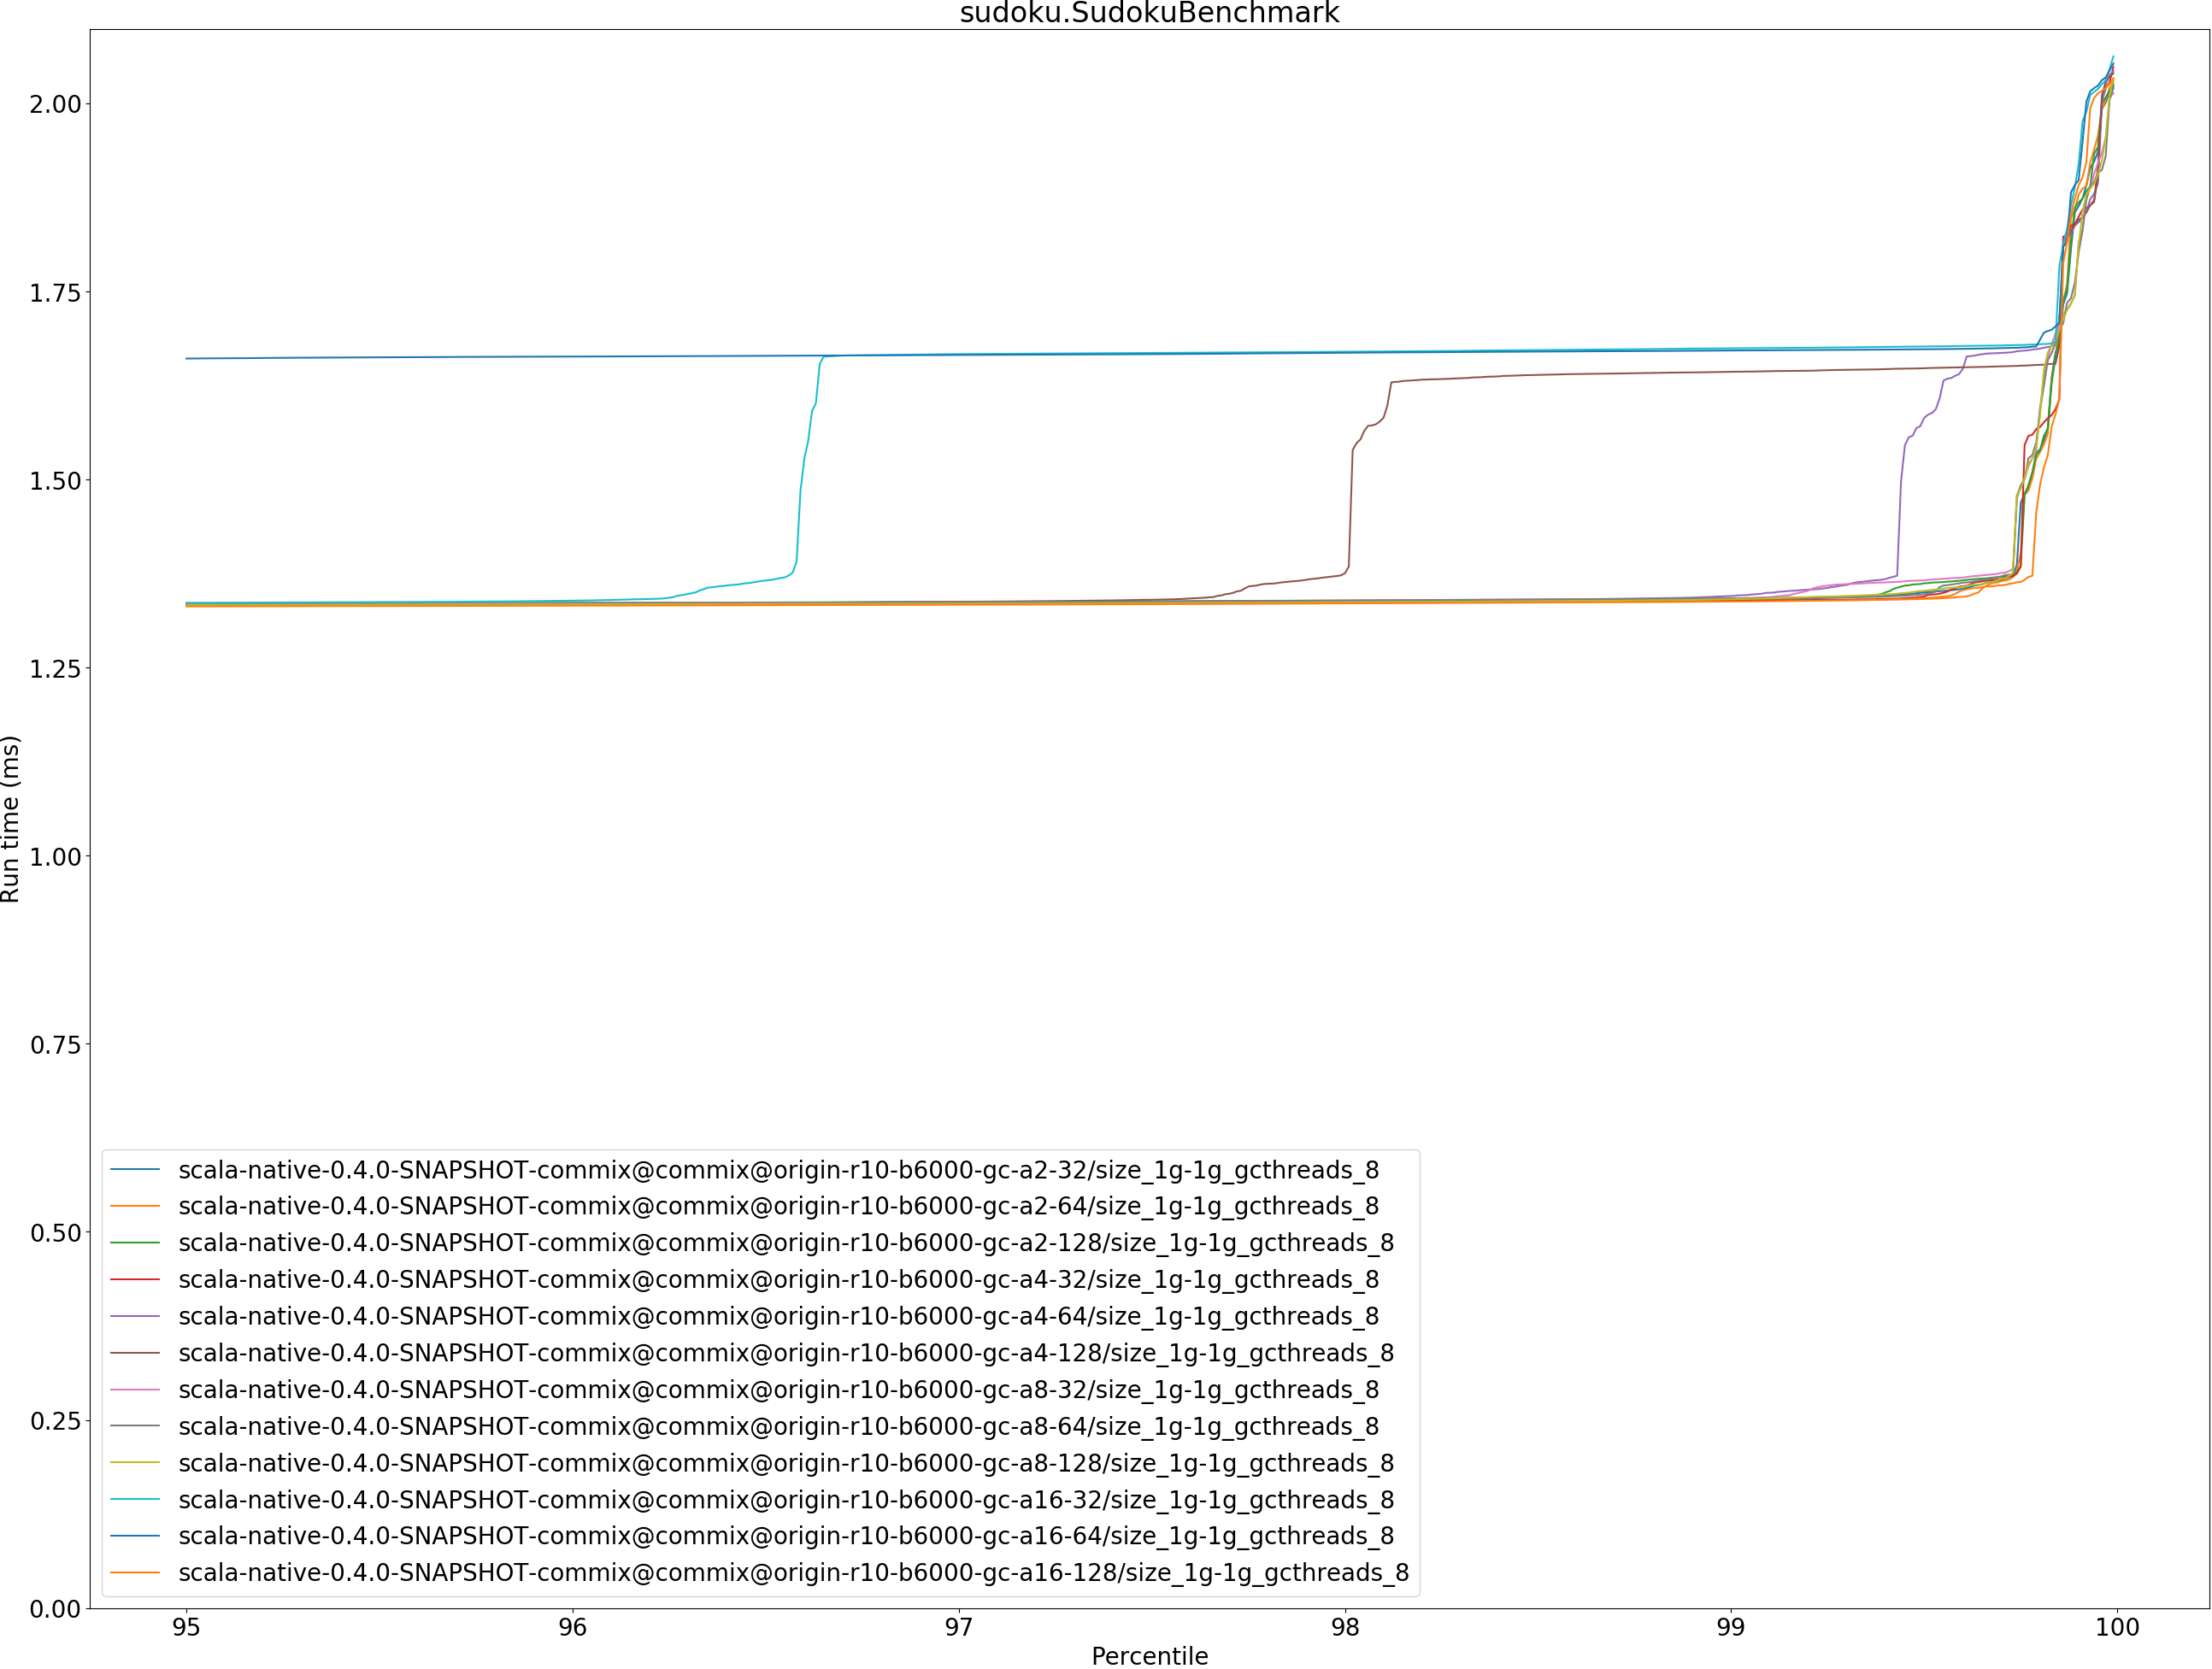 sudoku.SudokuBenchmark
2.00
1.75
1.50
1.25
1.00
0.75
0.50
0.25
0.00
Run time (ms)
scala-native-0.4.0-SNAPSHOT-commix@commix@origin-r10-b6000-gc-a2-32/size_1g-1g_gcthreads_8
scala-native-0.4.0-SNAPSHOT-commix@commix@origin-r10-b6000-gc-a2-64/size_1g-1g_gcthreads_8
scala-native-0.4.0-SNAPSHOT-commix@commix@origin-r10-b6000-gc-a2-128/size_1g-1g_gcthreads_8
scala-native-0.4.0-SNAPSHOT-commix@commix@origin-r10-b6000-gc-a4-32/size_1g-1g_gcthreads_8
scala-native-0.4.0-SNAPSHOT-commix@commix@origin-r10-b6000-gc-a4-64/size_1g-1g_gcthreads_8
scala-native-0.4.0-SNAPSHOT-commix@commix@origin-r10-b6000-gc-a4-128/size_1g-1g_gcthreads_8
scala-native-0.4.0-SNAPSHOT-commix@commix@origin-r10-b6000-gc-a8-32/size_1g-1g_gcthreads_8
scala-native-0.4.0-SNAPSHOT-commix@commix@origin-r10-b6000-gc-a8-64/size_1g-1g_gcthreads_8
scala-native-0.4.0-SNAPSHOT-commix@commix@origin-r10-b6000-gc-a8-128/size_1g-1g_gcthreads_8
scala-native-0.4.0-SNAPSHOT-commix@commix@origin-r10-b6000-gc-a16-32/size_1g-1g_gcthreads_8
scala-native-0.4.0-SNAPSHOT-commix@commix@origin-r10-b6000-gc-a16-64/size_1g-1g_gcthreads_8
scala-native-0.4.0-SNAPSHOT-commix@commix@origin-r10-b6000-gc-a16-128/size_1g-1g_gcthreads_8
95 96 97 98 99 100
Percentile